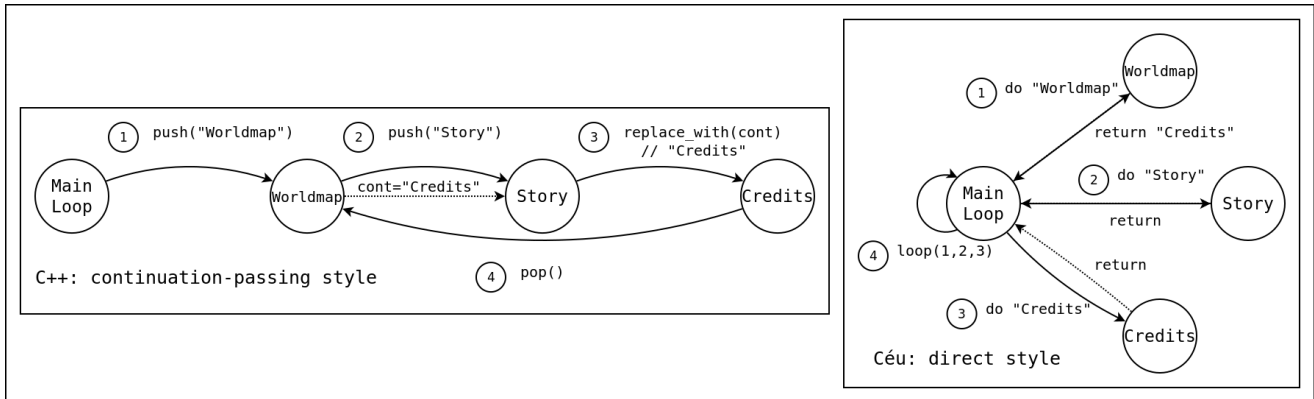 1
push("Worldmap")
2
push("Story")
3
replace_with(cont)
// "Credits"
Main
Loop
Worldmap
cont="Credits"
Story
Credits
4
pop()
C++: continuation-passing style
Worldmap
1
do "Worldmap"
return "Credits"
2
do "Story"
Main
Loop
Story
return
4
loop(1,2,3)
return
3
do "Credits"
Credits
Céu: direct style